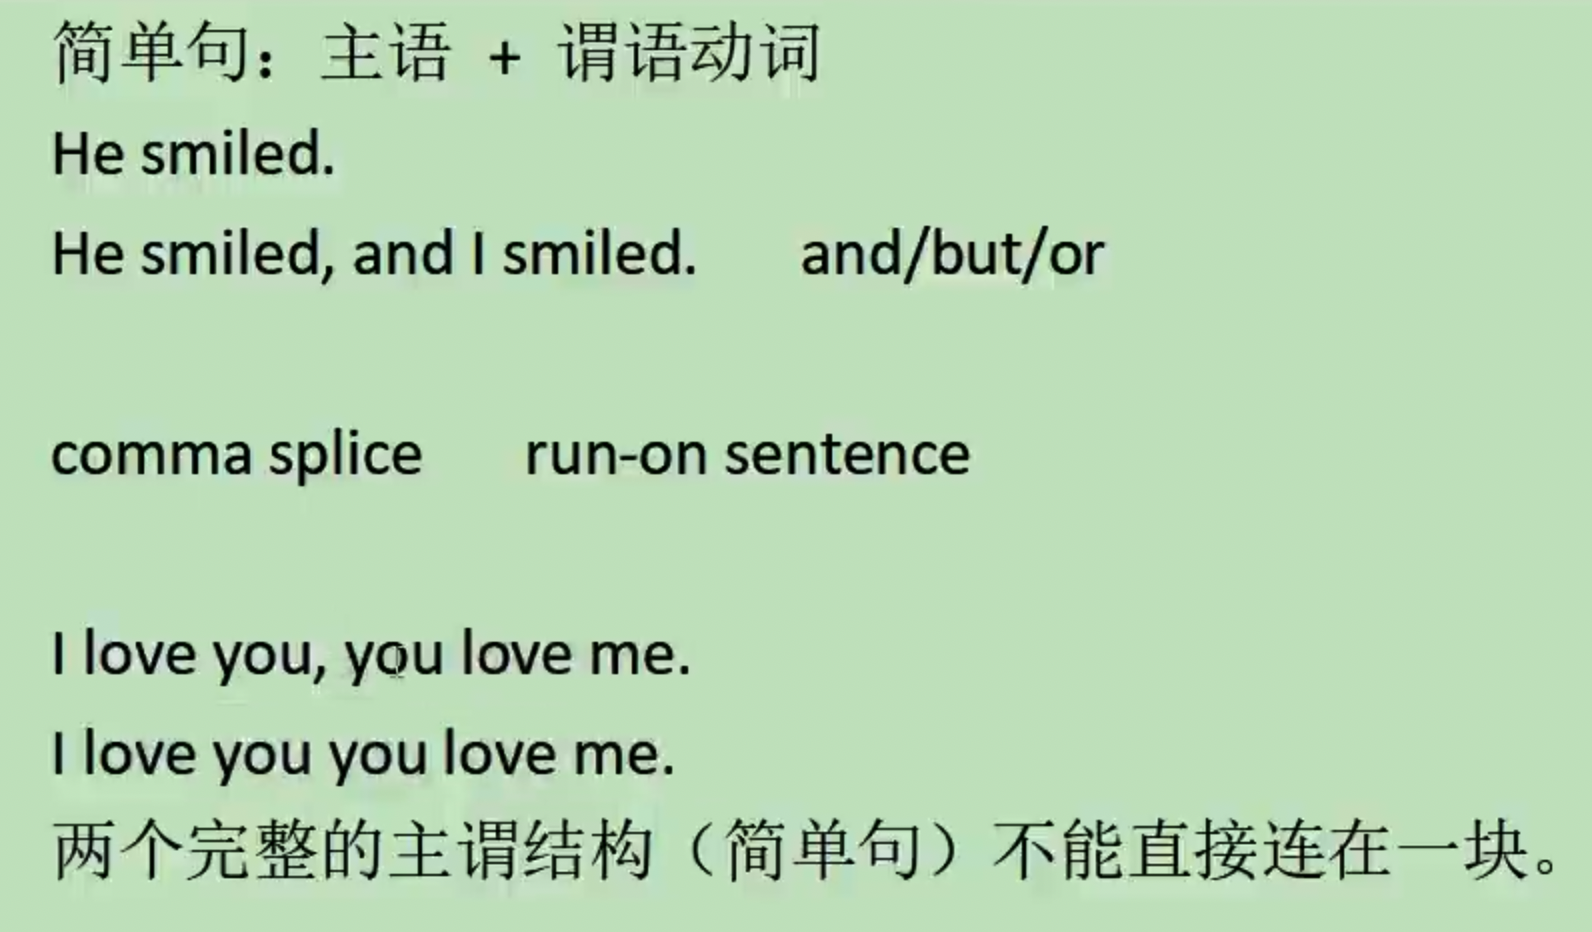 简单句：主语 + 谓语动词
He smiled.
He smiled, and I smiled. and/but/or
comma splice run-on sentence
I love you, you love me.
I love you you love me.
两个完整的主谓结构（简单句）不能直接连在一块。